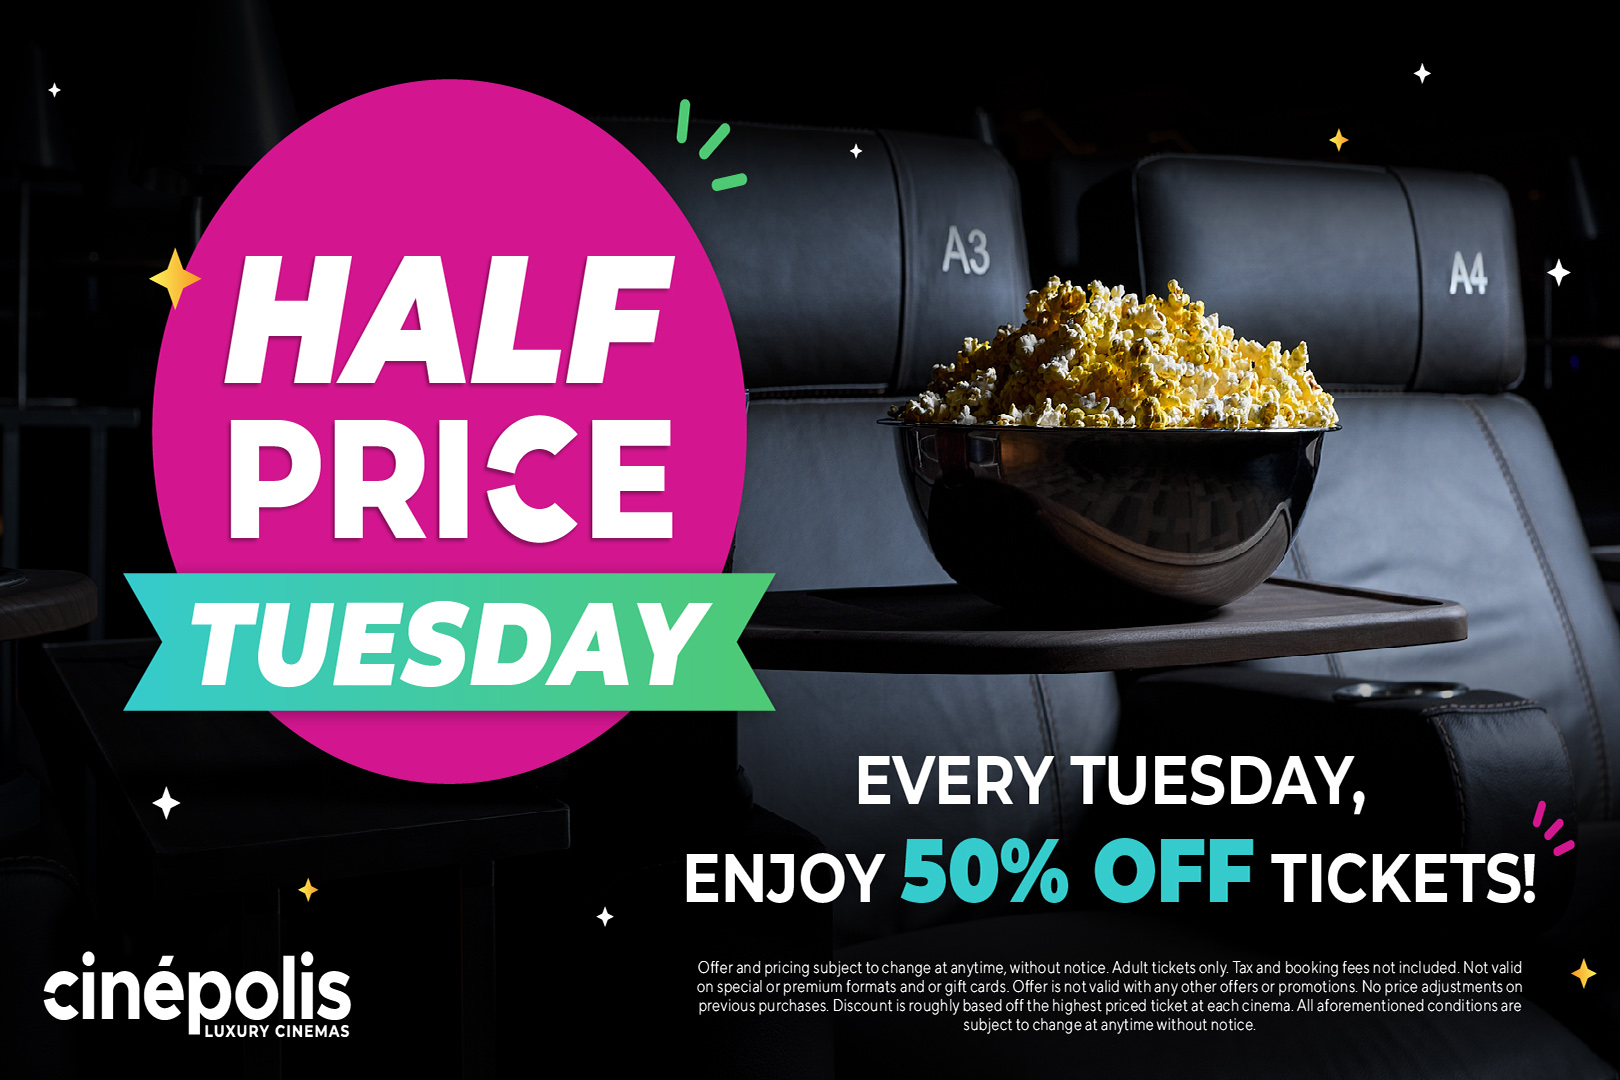 HALF
PRICE
TUESDAY
A3
A4
EVERY TUESDAY,
ENJOY 50% OFF TICKETS!
Offer and pricing subject to change at anytime, without notice. Adult tickets only. Tax and booking fees not included. Not valid
on special or premium formats and or gift cards. Offer is not valid with any other offers or promotions. No price adjustments on
previous purchases. Discount is roughly based off the highest priced ticket at each cinema. All aforementioned conditions are
subject to change at anytime without notice.
cinépolis
LUXURY CINEMAS